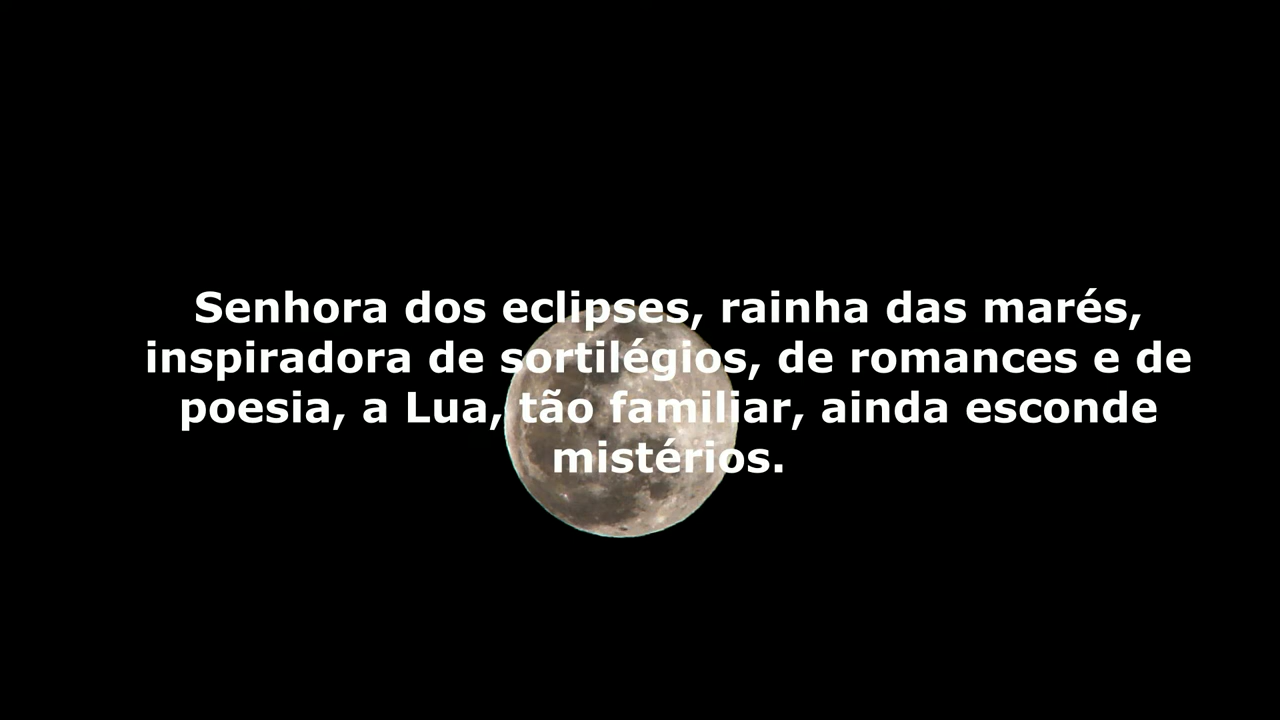 Senhora dos eclipses, rainha das marés,
inspiradora de sortilégios, de romances e de
poesia, a Lua, tão familiar, ainda esconde
mistérios.